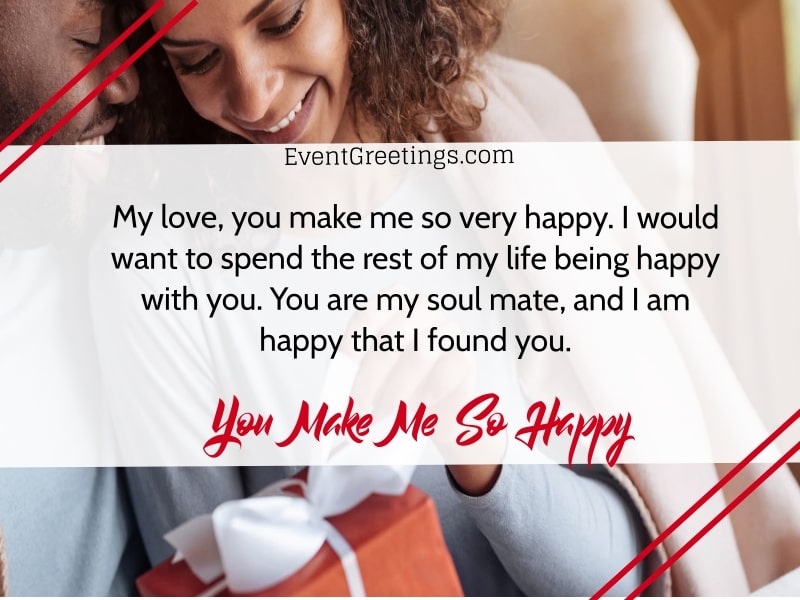 EventGreetings.com
My love, you make me so very happy. I would
want to spend the rest of my life being happy
with you. You are my soul mate, and I am
happy that I found you.
You Make Me So Happy